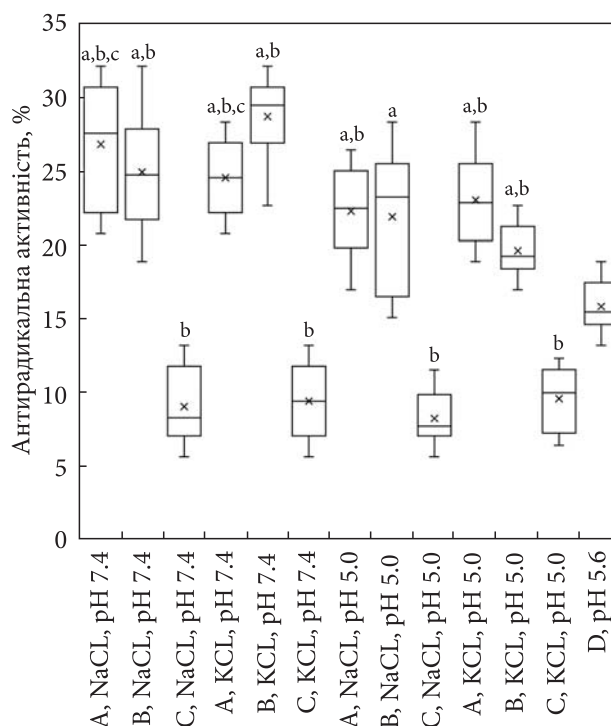 Антирадикальна активність, %
35
30
25
20
15
10
5
0
a,b,c
a,b
b
a,b,c
a,b
b
a,b
a
b
a,b
a,b
b
A, NaCL, pH 7.4
B, NaCL, pH 7.4
C, NaCL, pH 7.4
A, KCL, pH 7.4
B, KCL, pH 7.4
C, KCL, pH 7.4
A, NaCL, pH 5.0
B, NaCL, pH 5.0
C, NaCL, pH 5.0
A, KCL, pH 5.0
B, KCL, pH 5.0
C, KCL, pH 5.0
D, pH 5.6